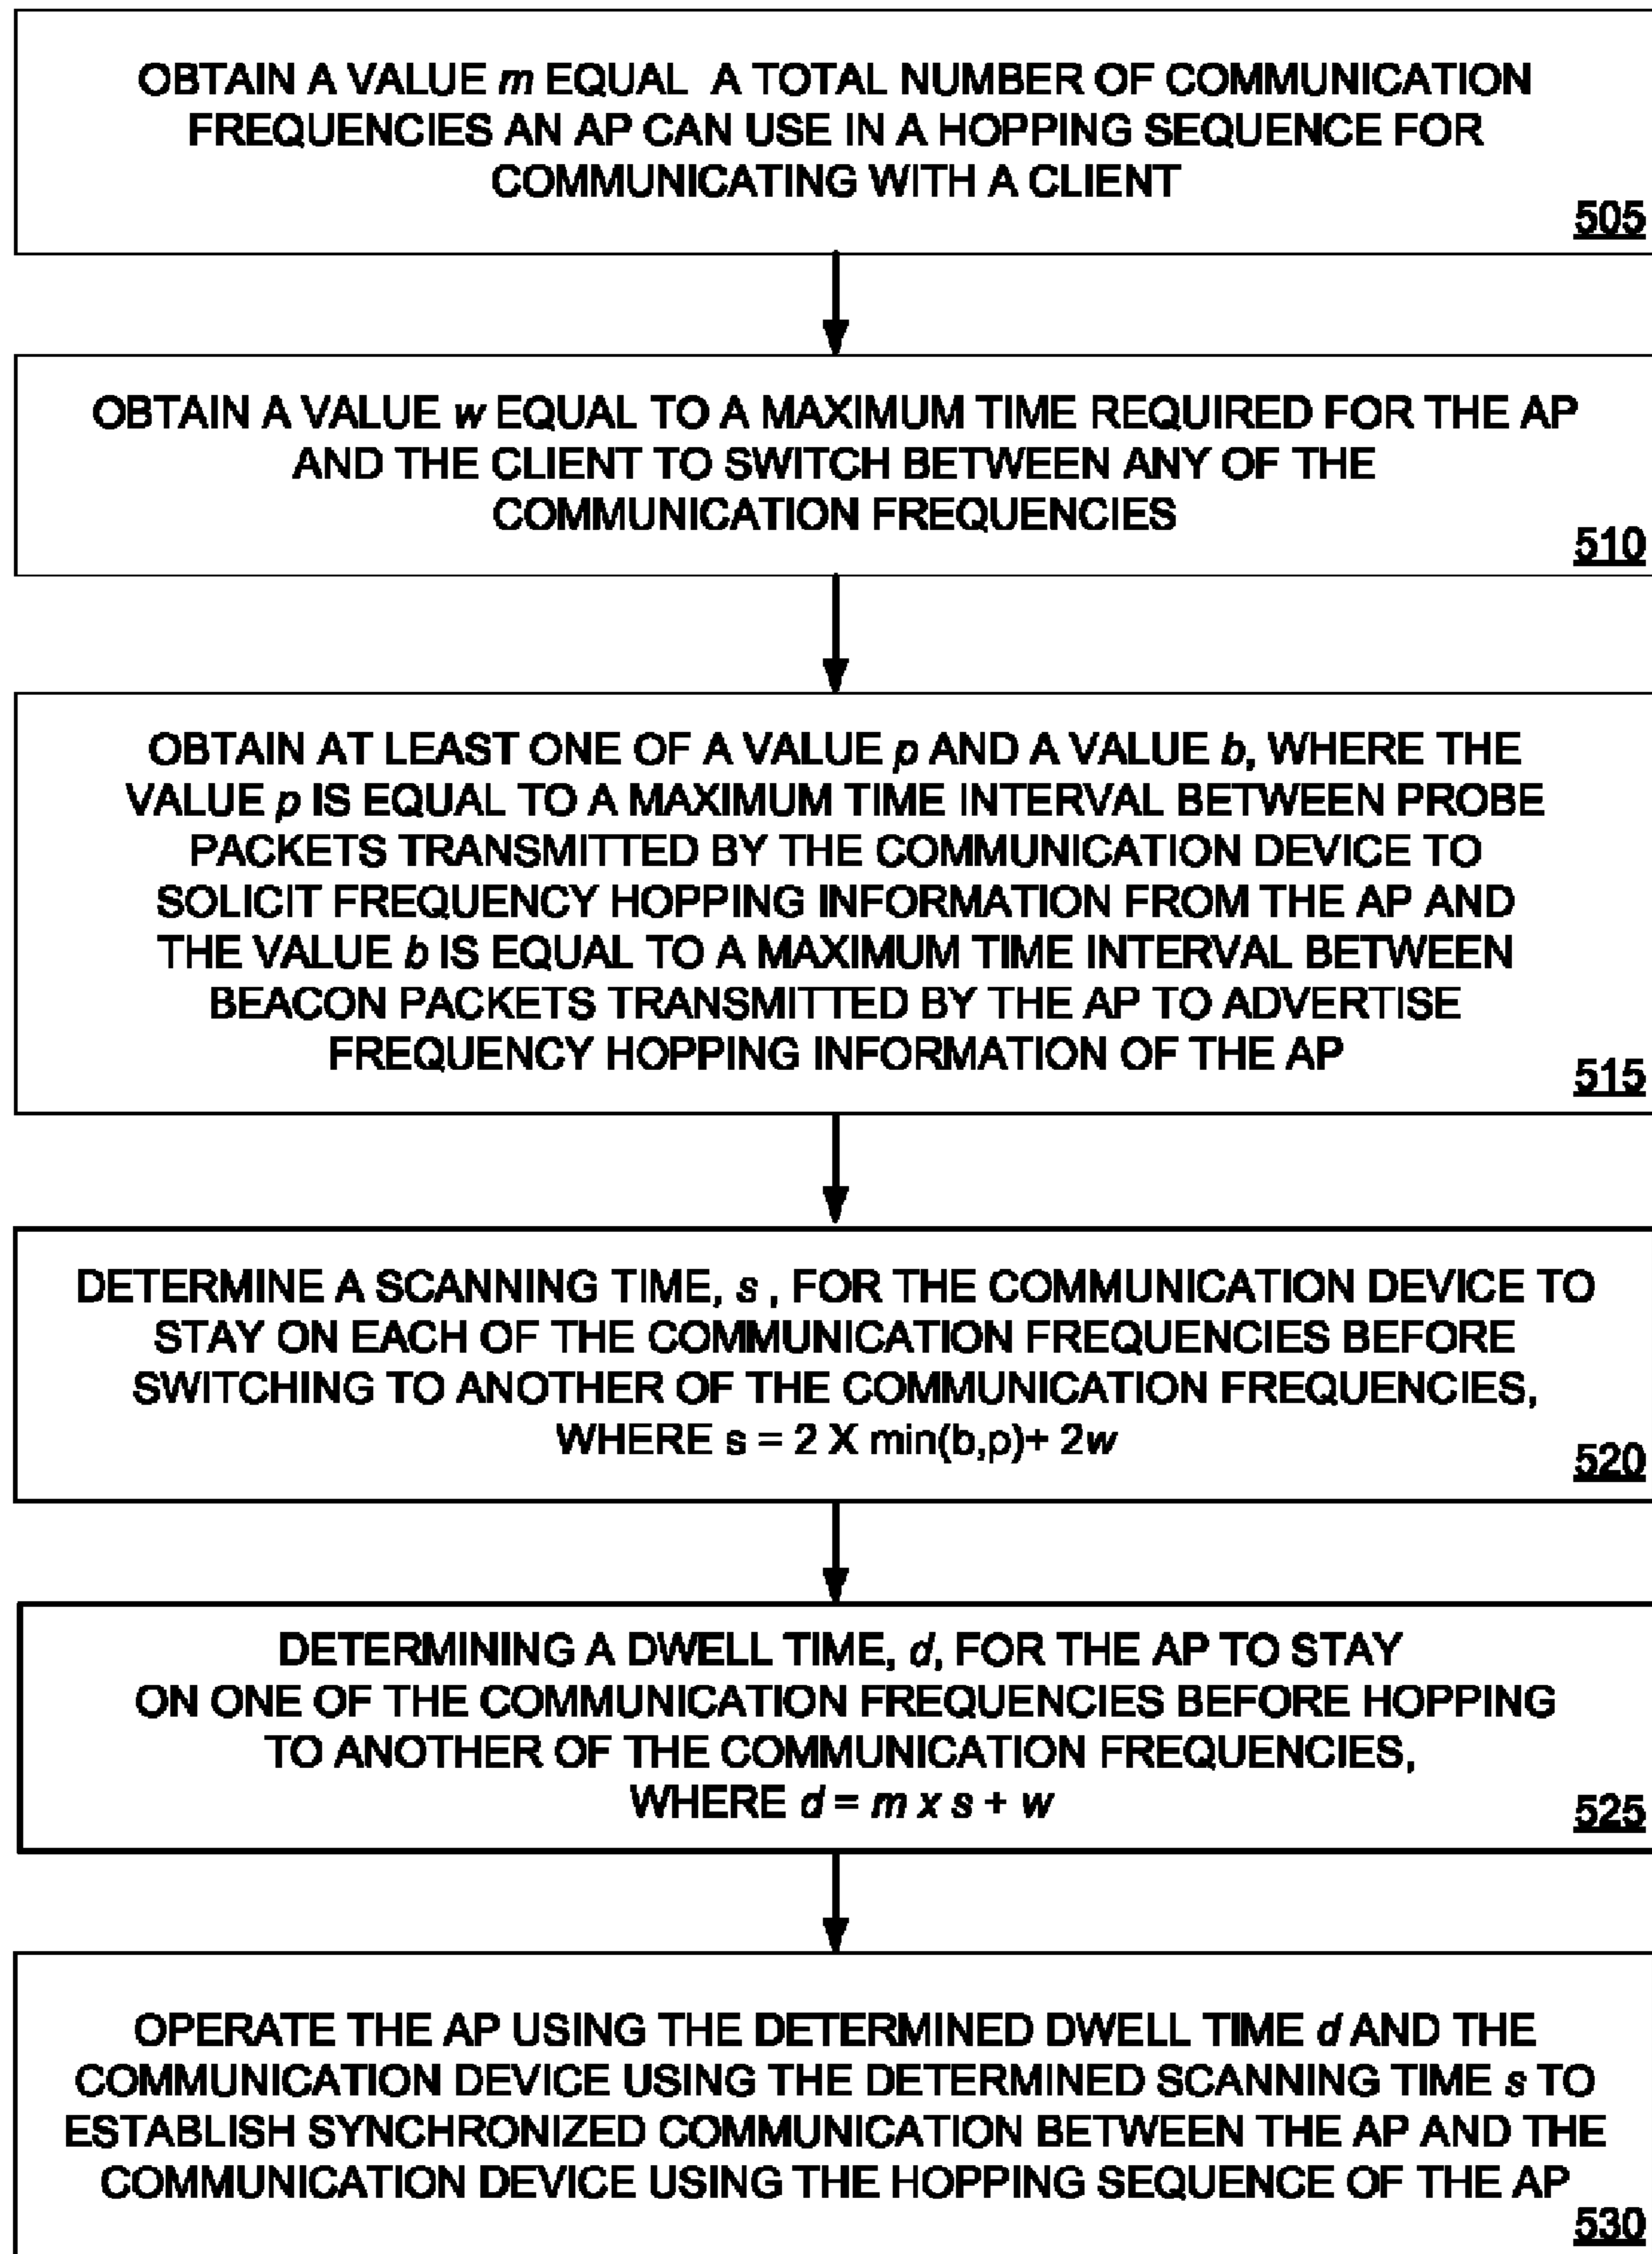 OBTAIN A VALUE m EQUAL A TOTAL NUMBER OF COMMUNICATION
FREQUENCIES AN AP CAN USE IN A HOPPING SEQUENCE FOR
COMMUNICATING WITH A CLIENT
505
OBTAIN A VALUE w EQUAL TO A MAXIMUM TIME REQUIRED FOR THE AP
AND THE CLIENT TO SWITCH BETWEEN ANY OF THE
COMMUNICATION FREQUENCIES
510
OBTAIN AT LEAST ONE OF A VALUE p AND A VALUE b, WHERE THE
VALUE p IS EQUAL TO A MAXIMUM TIME INTERVAL BETWEEN PROBE
PACKETS TRANSMITTED BY THE COMMUNICATION DEVICE TO
SOLICIT FREQUENCY HOPPING INFORMATION FROM THE AP AND
THE VALUE b IS EQUAL TO A MAXIMUM TIME INTERVAL BETWEEN
BEACON PACKETS TRANSMITTED BY THE AP TO ADVERTISE
FREQUENCY HOPPING INFORMATION OF THE AP
515
DETERMINE A SCANNING TIME, s , FOR THE COMMUNICATION DEVICE TO
STAY ON EACH OF THE COMMUNICATION FREQUENCIES BEFORE
SWITCHING TO ANOTHER OF THE COMMUNICATION FREQUENCIES,
WHERE s = 2 X min(b,p)+ 2w
520
DETERMINING A DWELL TIME, d, FOR THE AP TO STAY
ON ONE OF THE COMMUNICATION FREQUENCIES BEFORE HOPPING
TO ANOTHER OF THE COMMUNICATION FREQUENCIES,
WHERE d = m x s + w
525
OPERATE THE AP USING THE DETERMINED DWELL TIME d AND THE
COMMUNICATION DEVICE USING THE DETERMINED SCANNING TIME s TO
ESTABLISH SYNCHRONIZED COMMUNICATION BETWEEN THE AP AND THE
COMMUNICATION DEVICE USING THE HOPPING SEQUENCE OF THE AP
530